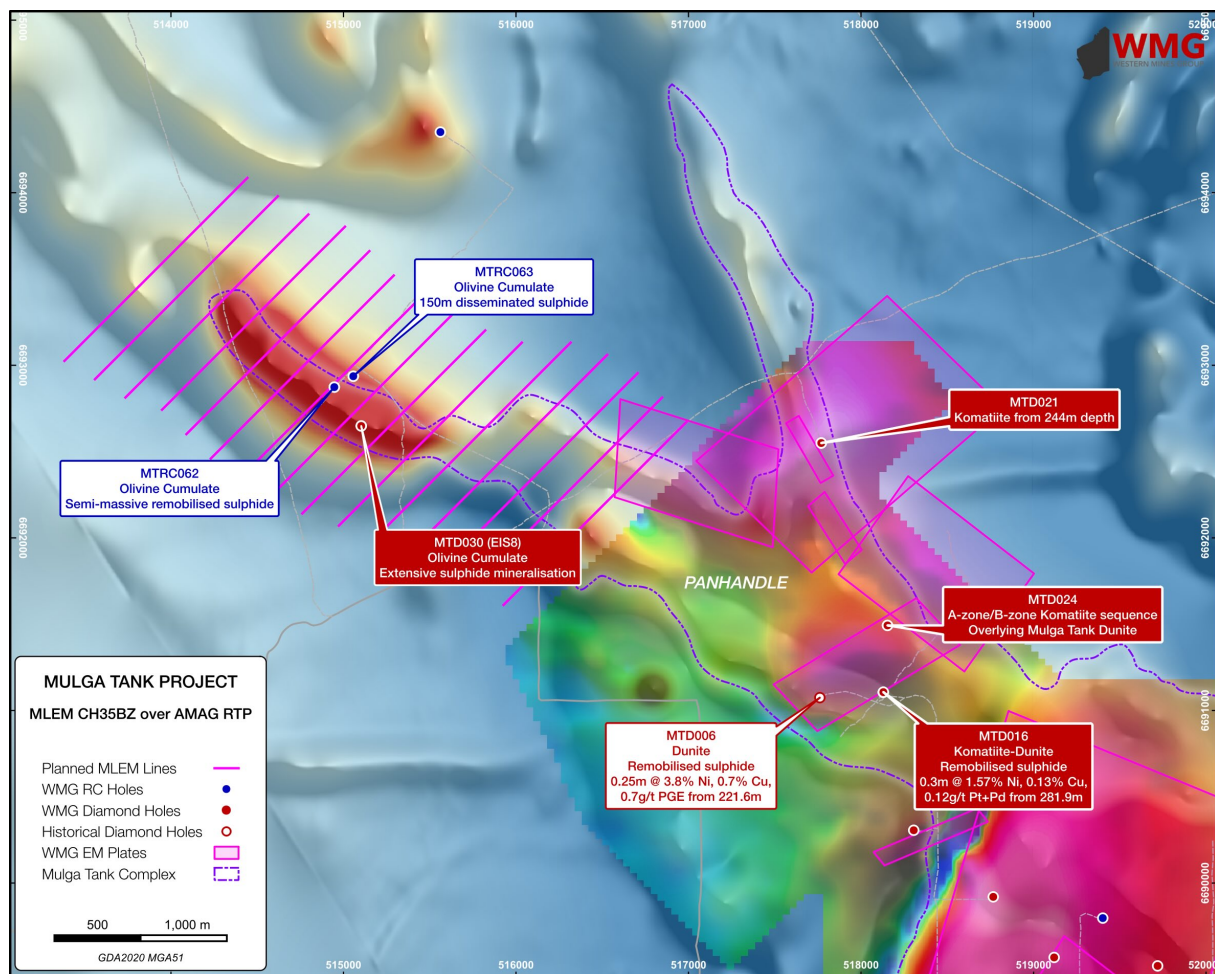 514000
515000
516000
517000
518000
519000
WMG
WESTERN MINES GROUP
6694000
6694000
MTRC063
Olivine Cumulate
150m disseminated sulphide
6693000
6693000
MTD021
Komatiite from 244m depth
MTRC062
Olivine Cumulate
Semi-massive remobilised sulphide
MTD030 (EIS8)
Olivine Cumulate
Extensive sulphide mineralisation
6692000
6692000
PANHANDLE
MTD024
A-zone/B-zone Komatiite sequence
Overlying Mulga Tank Dunite
6691000
MTD006
Dunite
Remobilised sulphide
0.25m @ 3.8% Ni, 0.7% Cu,
0.7g/t PGE from 221.6m
MTD016
Komatiite-Dunite
Remobilised sulphide
0.3m @ 1.57% Ni, 0.13% Cu,
0.12g/t Pt+Pd from 281.9m
6690000
MULGA TANK PROJECT
MLEM CH35BZ over AMAG RTP
Planned MLEM Lines
WMG RC Holes
WMG Diamond Holes
Historical Diamond Holes
WMG EM Plates
Mulga Tank Complex
500
1,000 m
GDA2020 MGA51
515000
516000
517000
518000
519000